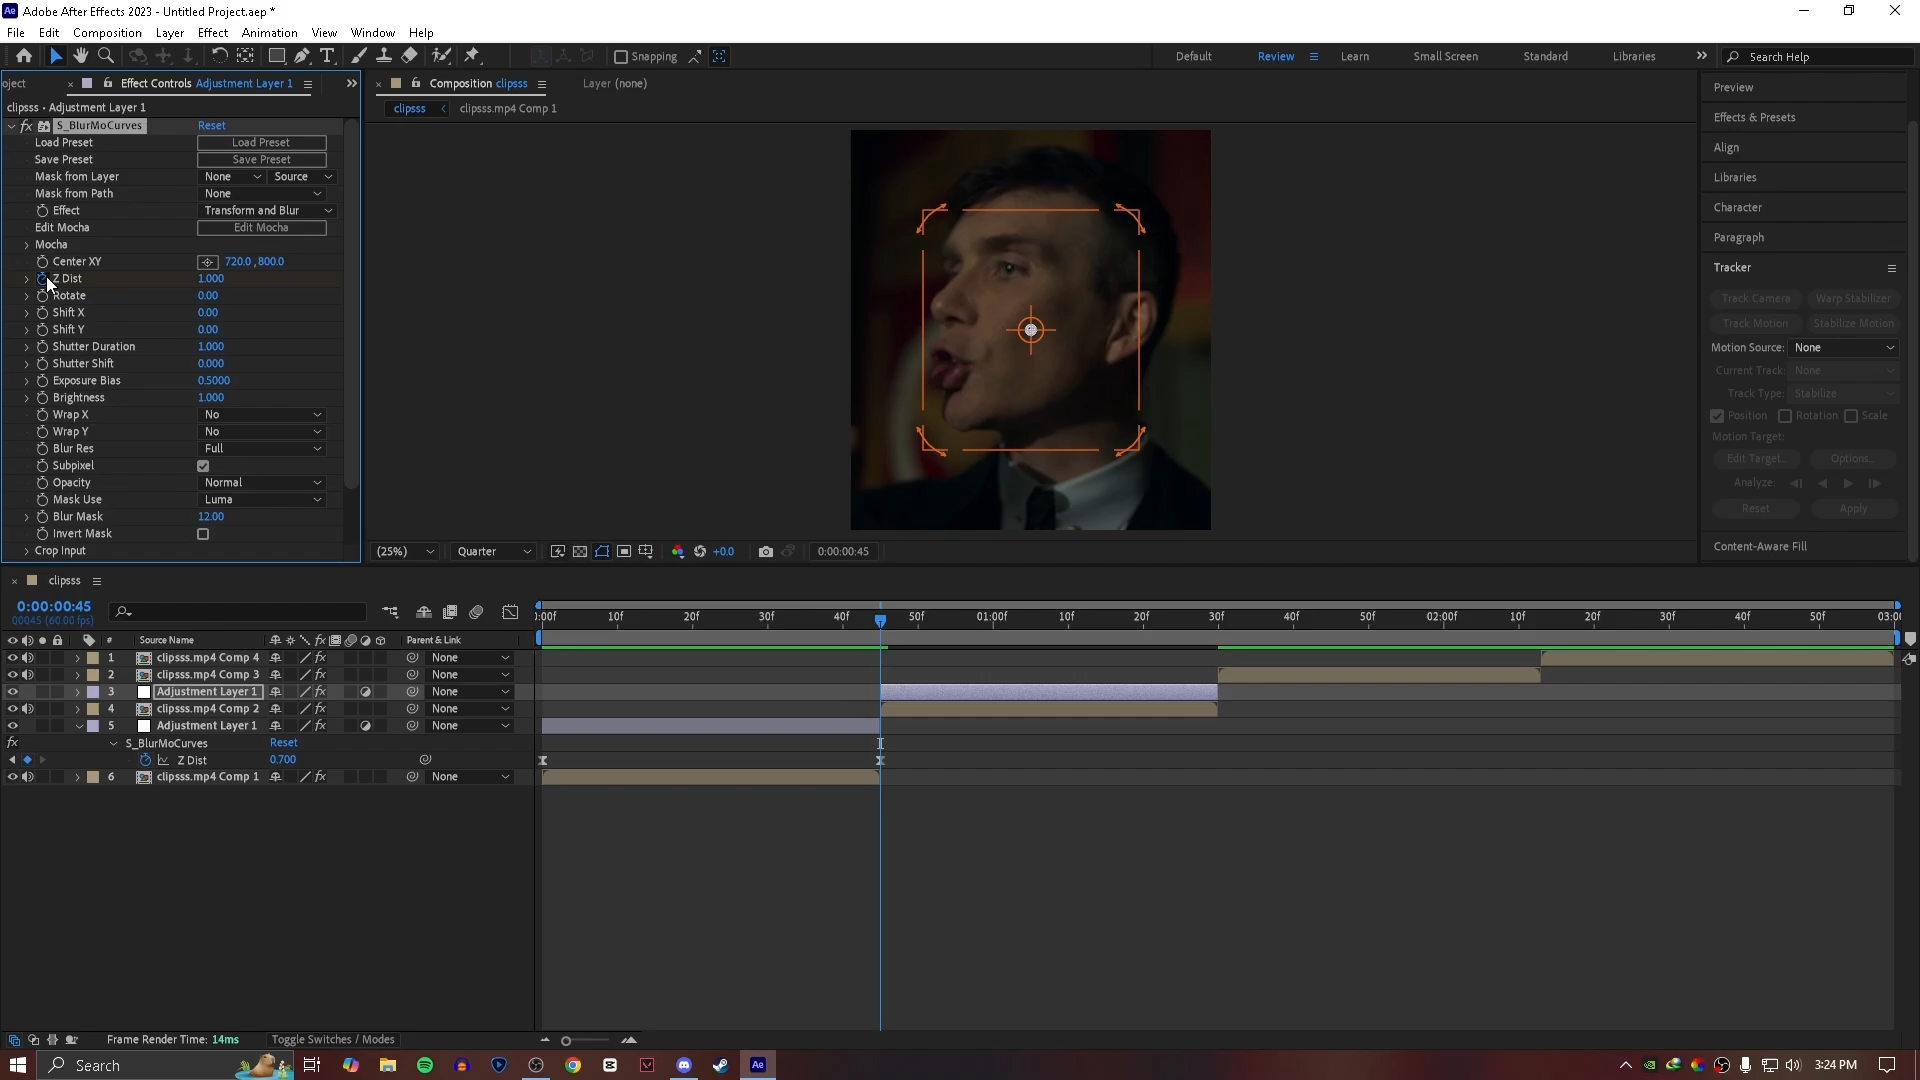 Adobe After Effects 2023 - Untitled Project.aep *
File Edit Composition Layer Effect Animation View Window Help
Snapping Default Review Learn Small Screen Standard Libraries Search Help
oject Effect Controls Adjustment Layer 1
clipsss • Adjustment Layer 1
fx S_BlurMoCurves Reset
Load Preset Load Preset
Save Preset Save Preset
Mask from Layer None Source
Mask from Path None
Effect Transform and Blur
Edit Mocha Edit Mocha
Mocha
Center XY 720.0 ,800.0
Z Dist 1.000
Rotate 0.00
Shift X 0.00
Shift Y 0.00
Shutter Duration 1.000
Shutter Shift 0.000
Exposure Bias 0.5000
Brightness 1.000
Wrap X No
Wrap Y No
Blur Res Full
Subpixel
Opacity Normal
Mask Use Luma
Blur Mask 12.00
Invert Mask
Crop Input
Composition clipsss Layer (none)
clipsss clipsss.mp4 Comp 1
(25%) Quarter +0.0 0:00:00:45
Preview
Effects & Presets
Align
Libraries
Character
Paragraph
Tracker
Track Camera Warp Stabilizer
Track Motion Stabilize Motion
Motion Source: None
Current Track: None
Track Type: Stabilize
Position Rotation Scale
Motion Target:
Edit Target... Options...
Analyze:
Reset Apply
Content-Aware Fill
clipsss
0:00:00:45
00045 (60.00 fps)
):00f 10f 20f 30f 40f 50f 01:00f 10f 20f 30f 40f 50f 02:00f 10f 20f 30f 40f 50f 03:00
# Source Name fx Parent & Link
1 clipsss.mp4 Comp 4 fx None
2 clipsss.mp4 Comp 3 fx None
3 Adjustment Layer 1 fx None
4 clipsss.mp4 Comp 2 fx None
5 Adjustment Layer 1 fx None
fx S_BlurMoCurves Reset
Z Dist 0.700
6 clipsss.mp4 Comp 1 fx None
Frame Render Time: 14ms Toggle Switches / Modes
Search 3:24 PM